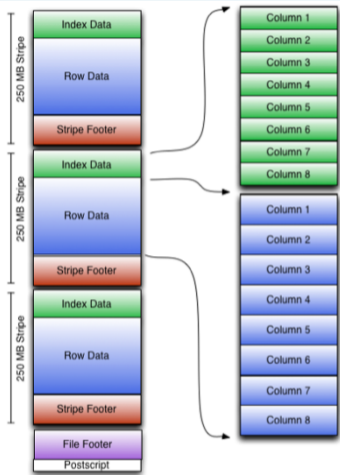 250 MB Stripe
Index Data
Row Data
Stripe Footer
250 MB Stripe
Index Data
Row Data
Stripe Footer
250 MB Stripe
Index Data
Row Data
Stripe Footer
File Footer
Postscript
Column 1
Column 2
Column 3
Column 4
Column 5
Column 6
Column 7
Column 8
Column 1
Column 2
Column 3
Column 4
Column 5
Column 6
Column 7
Column 8